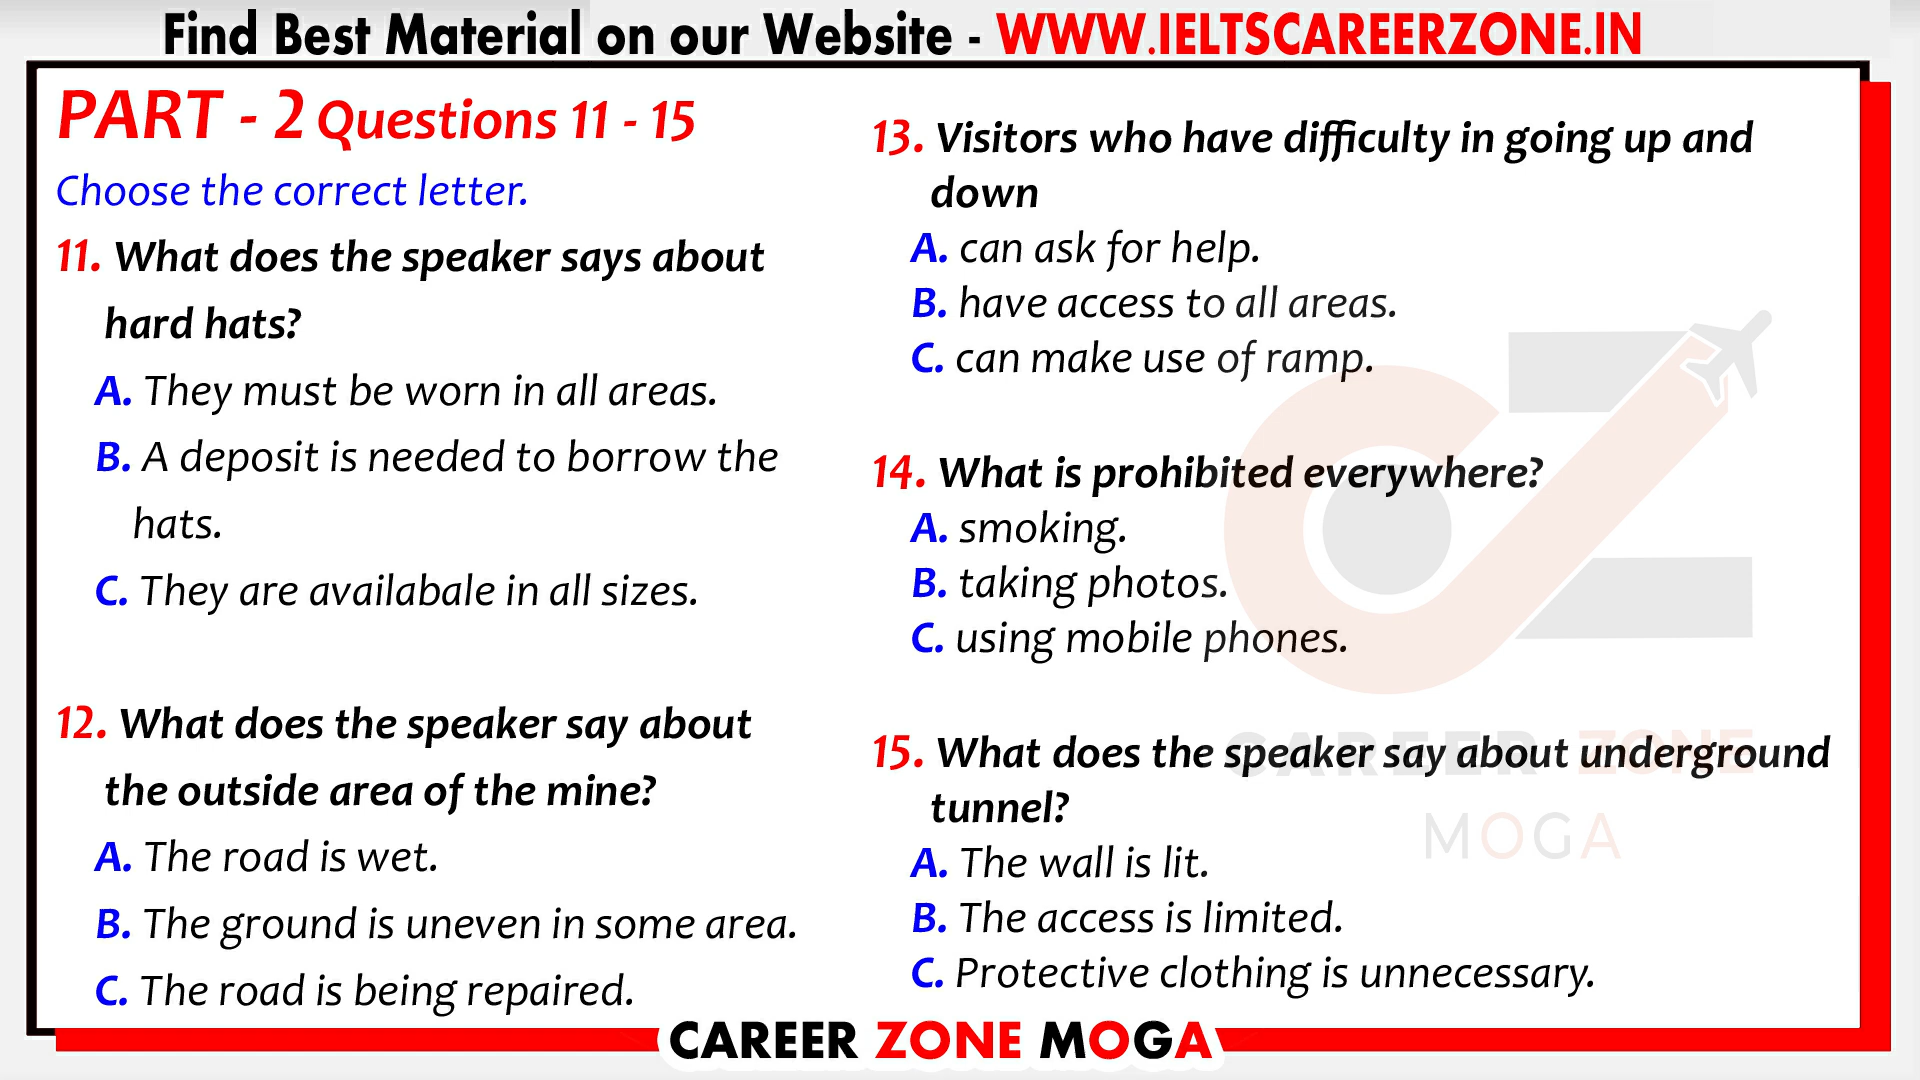 Find Best Material on our Website - WWW.IELTSCAREERZONE.IN
PART - 2 Questions 11 - 15
Choose the correct letter.
11. What does the speaker says about
hard hats?
A. They must be worn in all areas.
B. A deposit is needed to borrow the
hats.
C. They are availabale in all sizes.
12. What does the speaker say about
the outside area of the mine?
A. The road is wet.
B. The ground is uneven in some area.
C. The road is being repaired.
13. Visitors who have difficulty in going up and
down
A. can ask for help.
B. have access to all areas.
C. can make use of ramp.
14. What is prohibited everywhere?
A. smoking.
B. taking photos.
C. using mobile phones.
15. What does the speaker say about underground
tunnel?
A. The wall is lit.
B. The access is limited.
C. Protective clothing is unnecessary.
CAREER ZONE
MOGA
CAREER ZONE MOGA